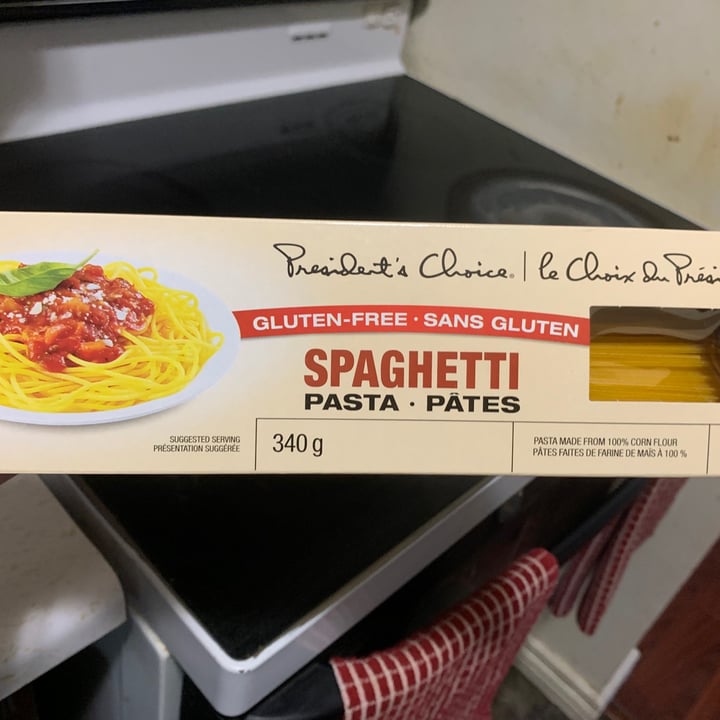 President's Choice. | le Choix du Prési
GLUTEN-FREE · SANS GLUTEN
SPAGHETTI
PASTA · PÂTES
SUGGESTED SERVING
PRÉSENTATION SUGGÉRÉE
340 g
PASTA MADE FROM 100% CORN FLOUR
PÂTES FAITES DE FARINE DE MAÏS À 100 %